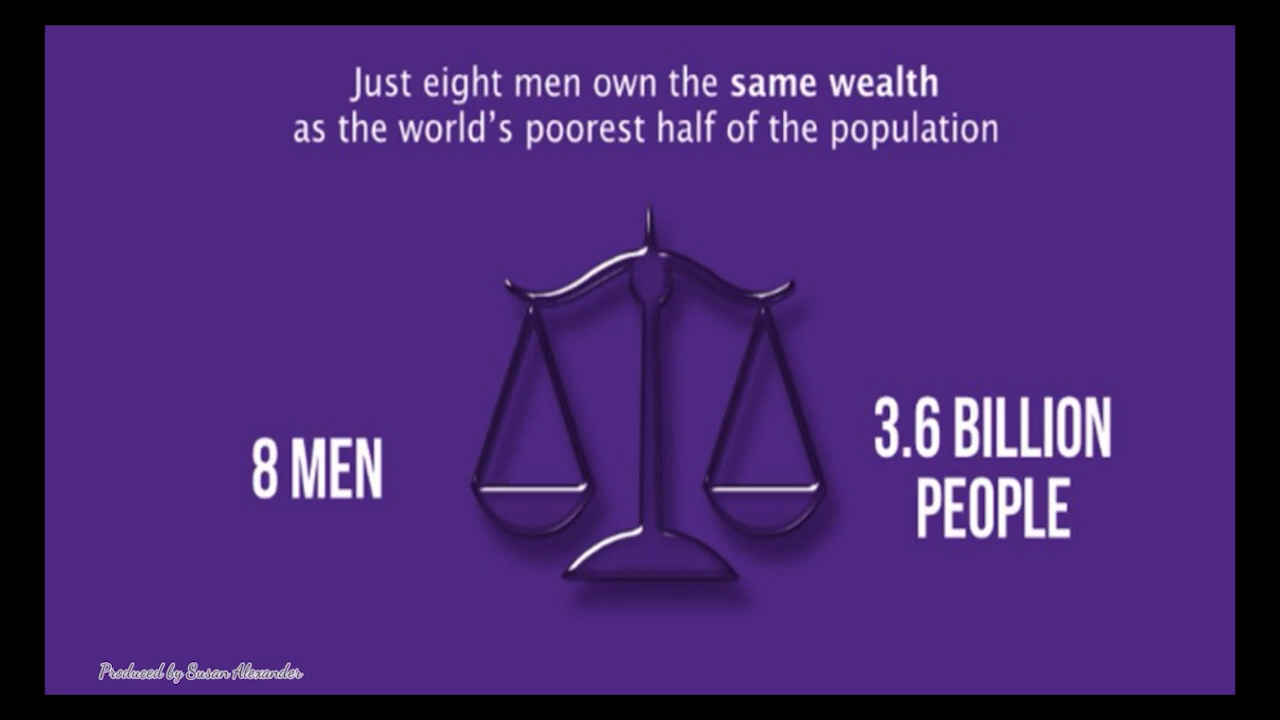 Just eight men own the same wealth
as the world's poorest half of the population
8 MEN
3.6 BILLION
PEOPLE
Produced by Susan Alexander